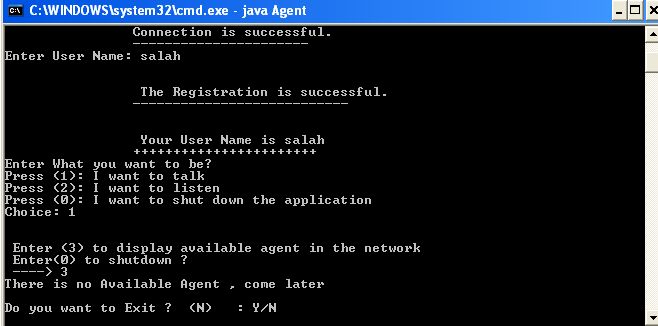 C:\WINDOWS\system32\cmd.exe - java Agent
Connection is successful.
------------------------
Enter User Name: salah
The Registration is successful.
-----------------------------
Your User Name is salah
+++++++++++++++++++++++++
Enter What you want to be?
Press (1): I want to talk
Press (2): I want to listen
Press (0): I want to shut down the application
Choice: 1
Enter (3) to display available agent in the network
Enter(0) to shutdown ?
----> 3
There is no Available Agent , come later
Do you want to Exit ?  (N)   : Y/N